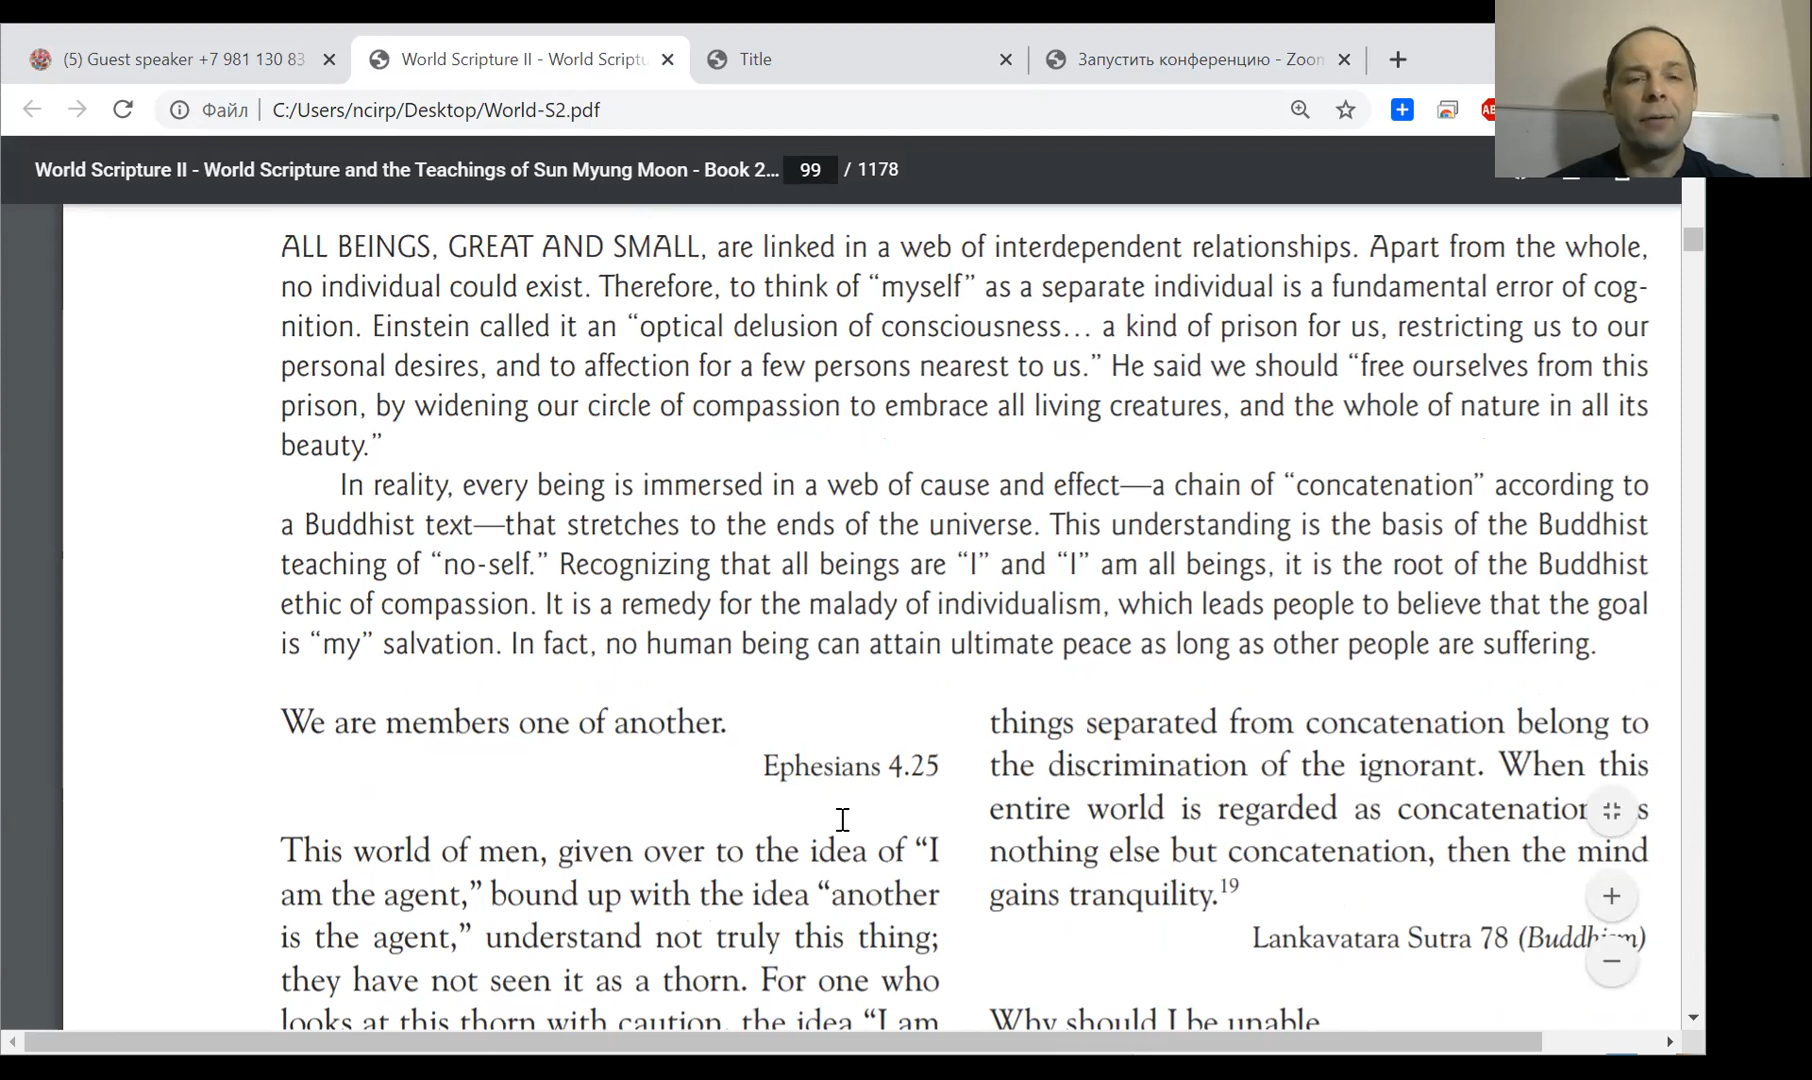 (5) Guest speaker +7 981 130 83
World Scripture II - World Scriptu
Title
Запустить конференцию - Zoom
Файл
C:/Users/ncirp/Desktop/World-S2.pdf
World Scripture II - World Scripture and the Teachings of Sun Myung Moon - Book 2...
99 / 1178
ALL BEINGS, GREAT AND SMALL, are linked in a web of interdependent relationships. Apart from the whole,
no individual could exist. Therefore, to think of “myself” as a separate individual is a fundamental error of cog-
nition. Einstein called it an “optical delusion of consciousness… a kind of prison for us, restricting us to our
personal desires, and to affection for a few persons nearest to us.” He said we should “free ourselves from this
prison, by widening our circle of compassion to embrace all living creatures, and the whole of nature in all its
beauty.”
In reality, every being is immersed in a web of cause and effect—a chain of “concatenation” according to
a Buddhist text—that stretches to the ends of the universe. This understanding is the basis of the Buddhist
teaching of “no-self.” Recognizing that all beings are “I” and “I” am all beings, it is the root of the Buddhist
ethic of compassion. It is a remedy for the malady of individualism, which leads people to believe that the goal
is “my” salvation. In fact, no human being can attain ultimate peace as long as other people are suffering.
We are members one of another.
Ephesians 4.25
This world of men, given over to the idea of “I
am the agent,” bound up with the idea “another
is the agent,” understand not truly this thing;
they have not seen it as a thorn. For one who
looks at this thorn with caution, the idea “I am
things separated from concatenation belong to
the discrimination of the ignorant. When this
entire world is regarded as concatenation
nothing else but concatenation, then the mind
gains tranquility.19
Lankavatara Sutra 78 (Buddhism)
Why should I be unable